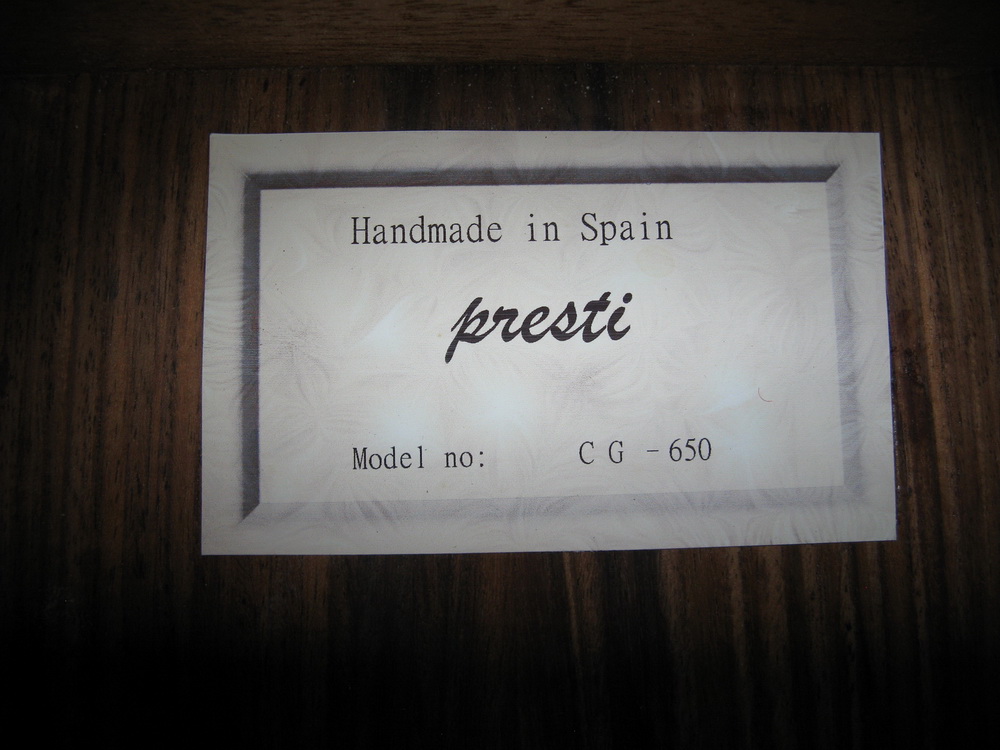 Handmade in Spain
presti
Model no: CG-650